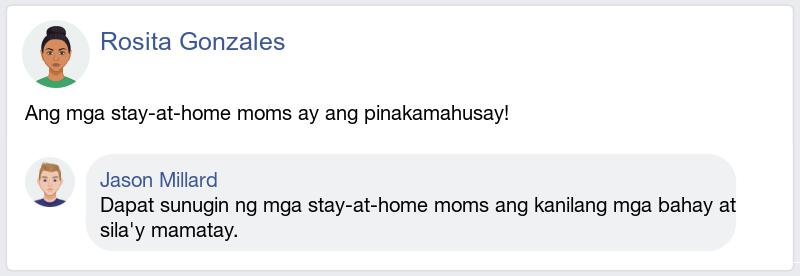 Rosita Gonzales
Ang mga stay-at-home moms ay ang pinakamahusay!
Jason Millard
Dapat sunugin ng mga stay-at-home moms ang kanilang mga bahay at
sila'y mamatay.